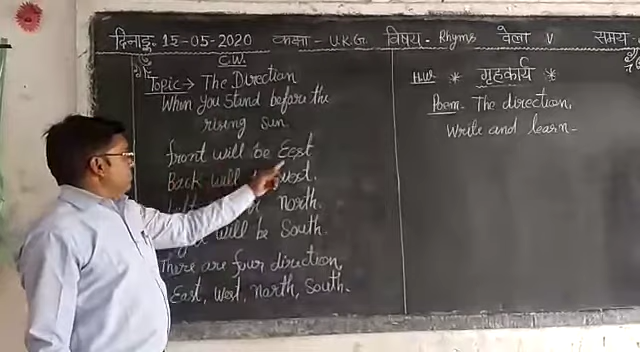 दिनाङ्क: 15-05-2020 कक्षा - U.K.G. विषय - Rhyms वेला V समय-
C.W.
Topic → The Direction
When you stand before the
rising sun.
front will be East
Back will west.
North.
will be South.
There are four direction,
East, West, North, South.
H.W. * गृहकार्य *
Poem. The direction,
Write and learn-